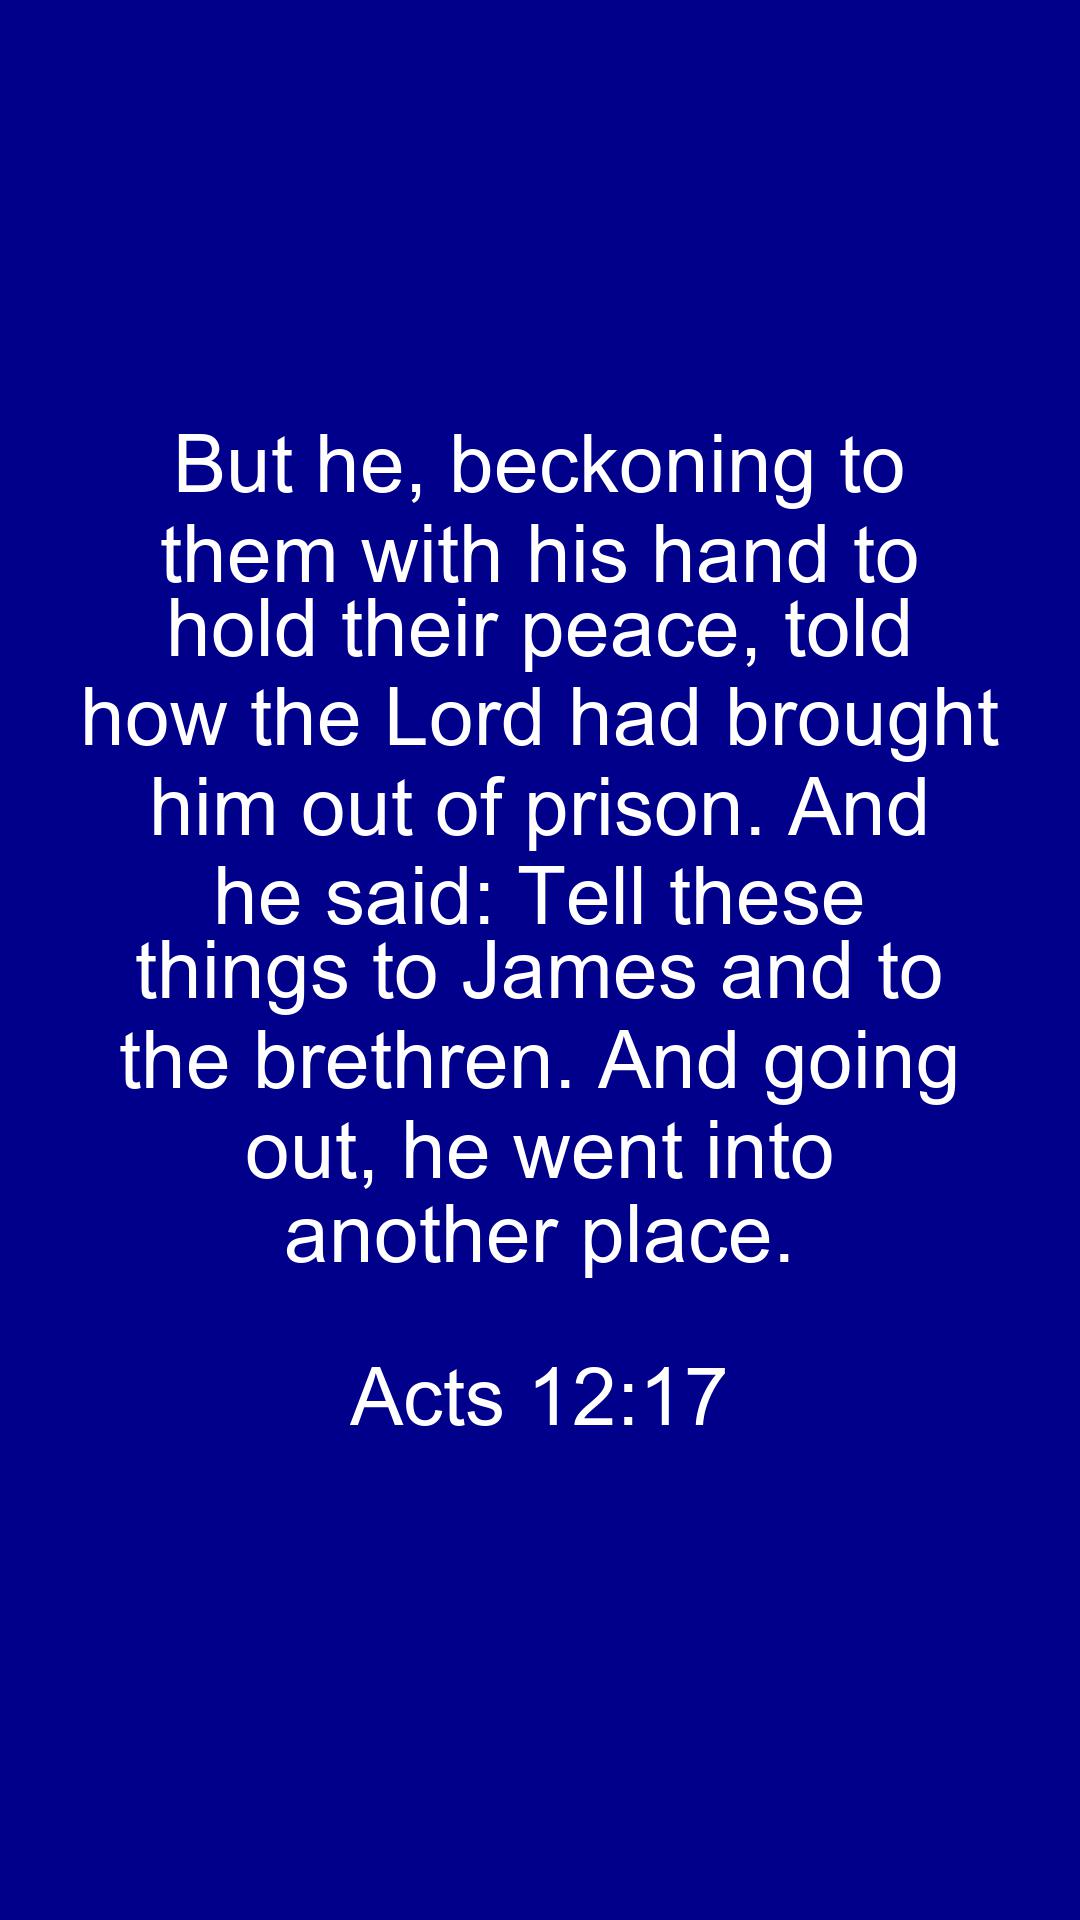 But he, beckoning to
them with his hand to
hold their peace, told
how the Lord had brought
him out of prison. And
he said: Tell these
things to James and to
the brethren. And going
out, he went into
another place.
Acts 12:17